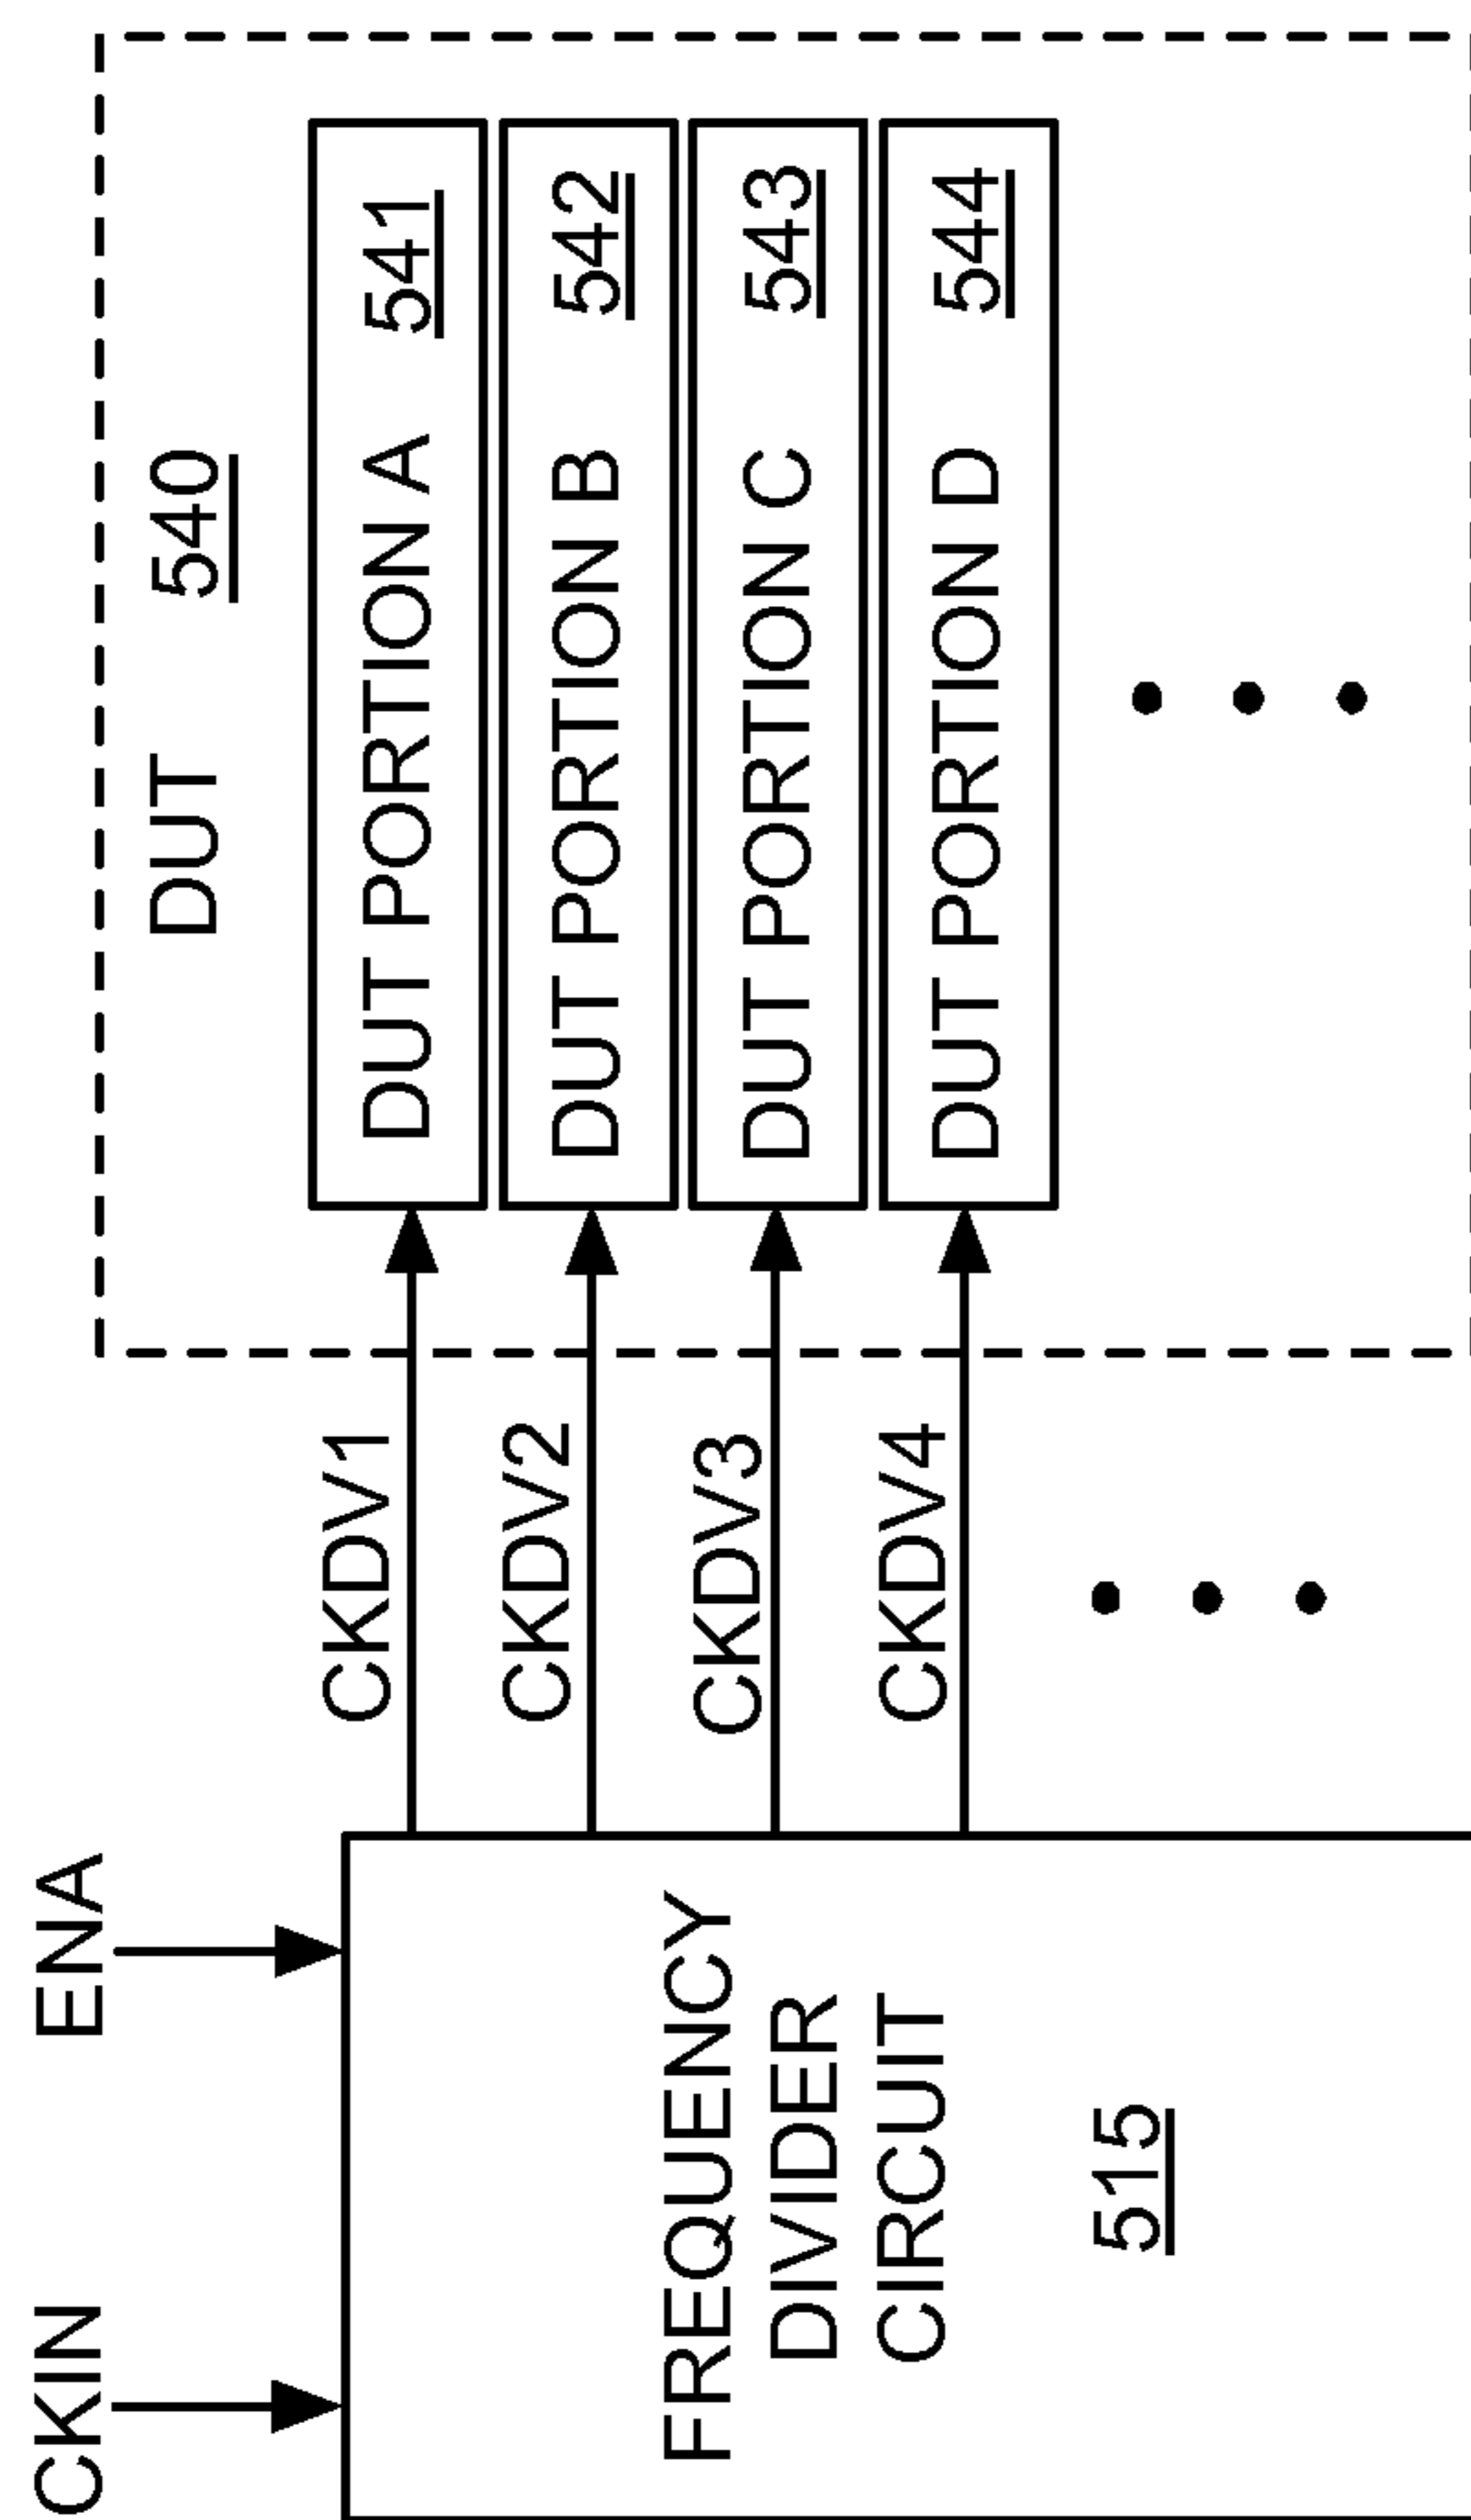 CKIN
ENA
FREQUENCY
DIVIDER
CIRCUIT
515
CKDV1
CKDV2
CKDV3
CKDV4
DUT 540
DUT PORTION A 541
DUT PORTION B 542
DUT PORTION C 543
DUT PORTION D 544